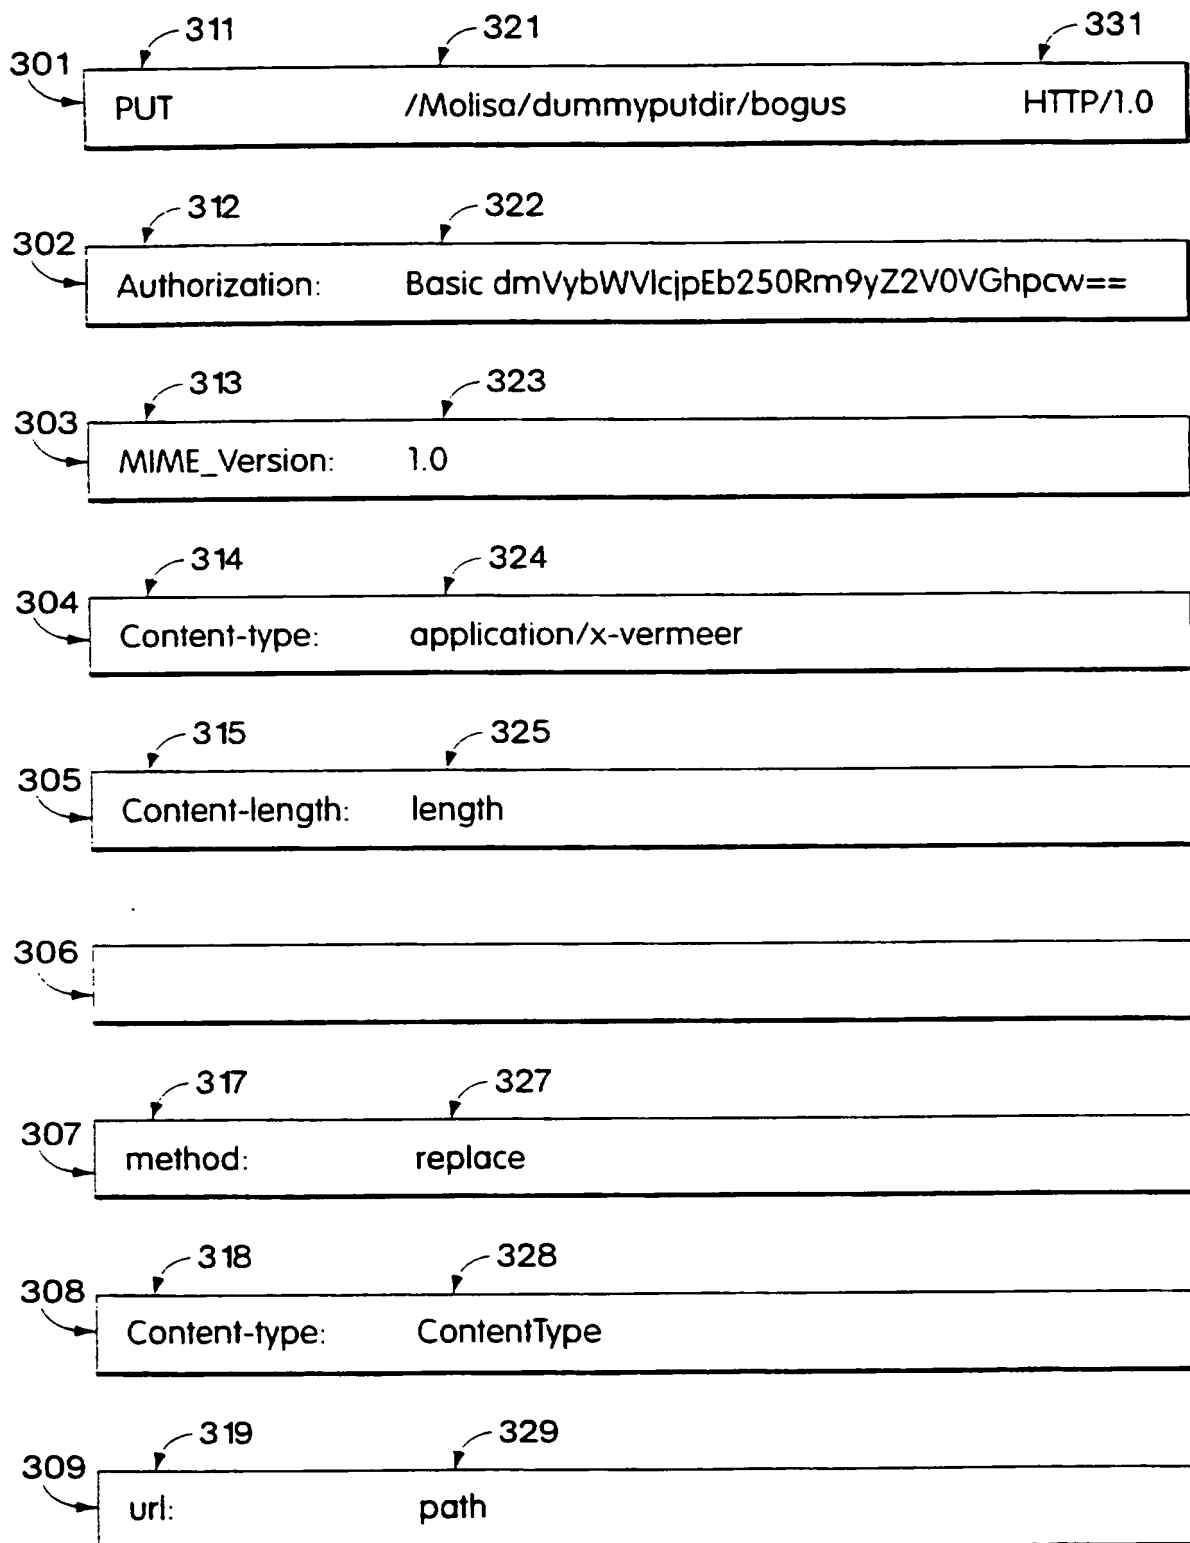 311 321 331
301
PUT /Molisa/dummyputdir/bogus HTTP/1.0
312 322
302
Authorization: Basic dmVybWVlcjpEb250Rm9yZ2V0VGhpcw==
313 323
303
MIME_Version: 1.0
314 324
304
Content-type: application/x-vermeer
315 325
305
Content-length: length
306
317 327
307
method: replace
318 328
308
Content-type: ContentType
319 329
309
url: path